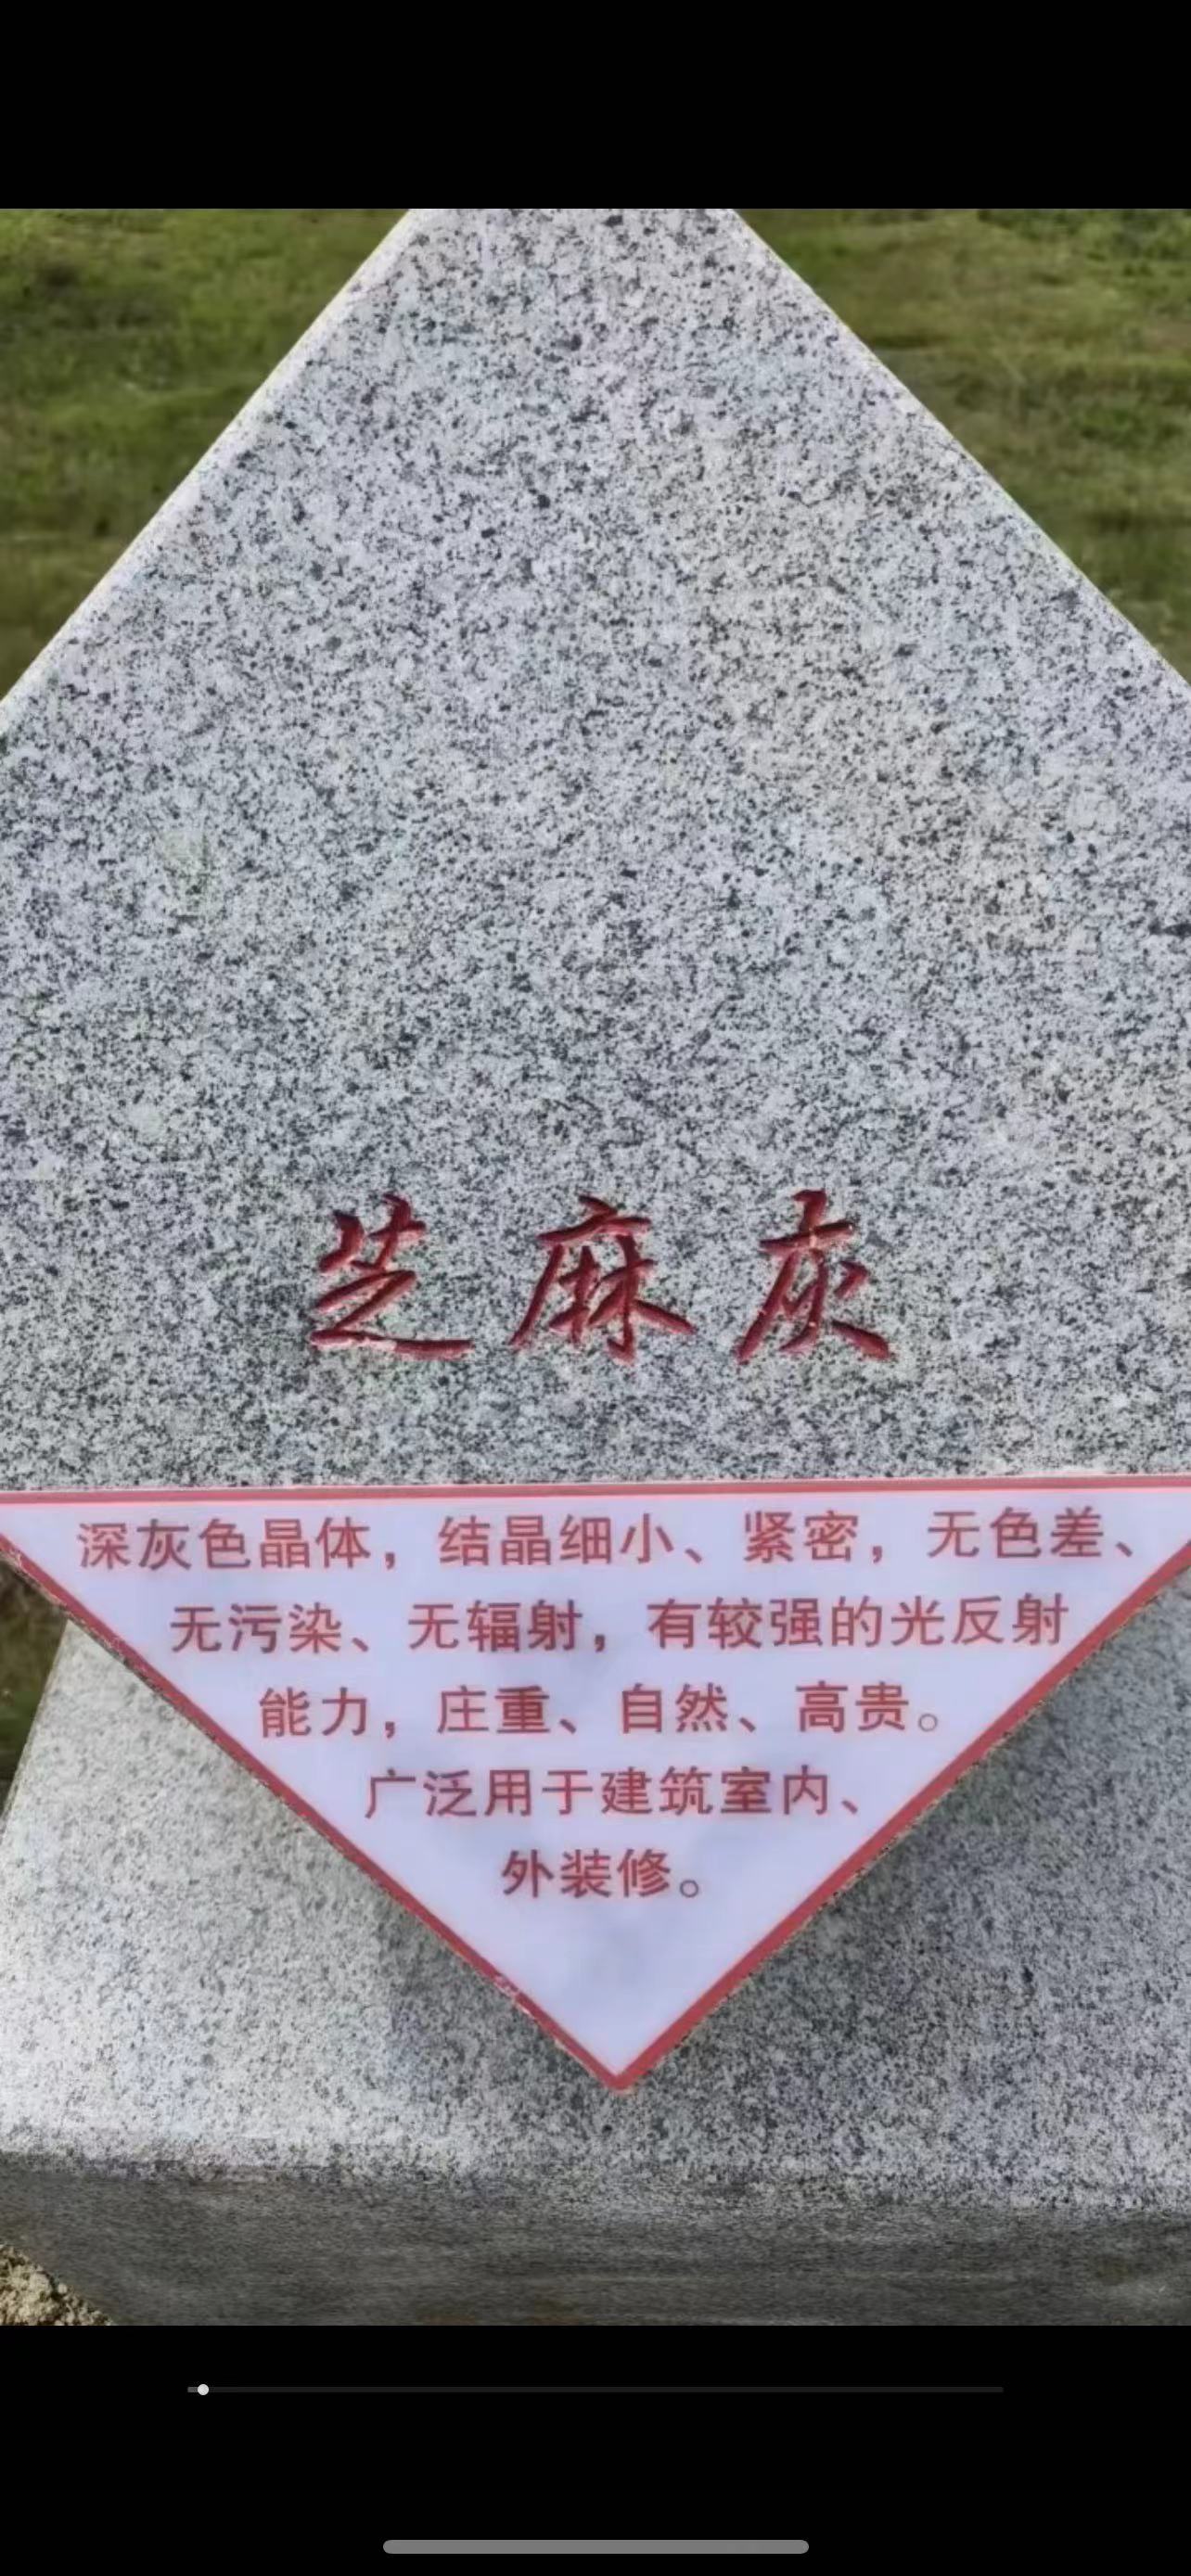 芝麻灰
深灰色晶体，结晶细小、紧密，无色差、
无污染、无辐射，有较强的光反射
能力，庄重、自然、高贵。
广泛用于建筑室内、
外装修。